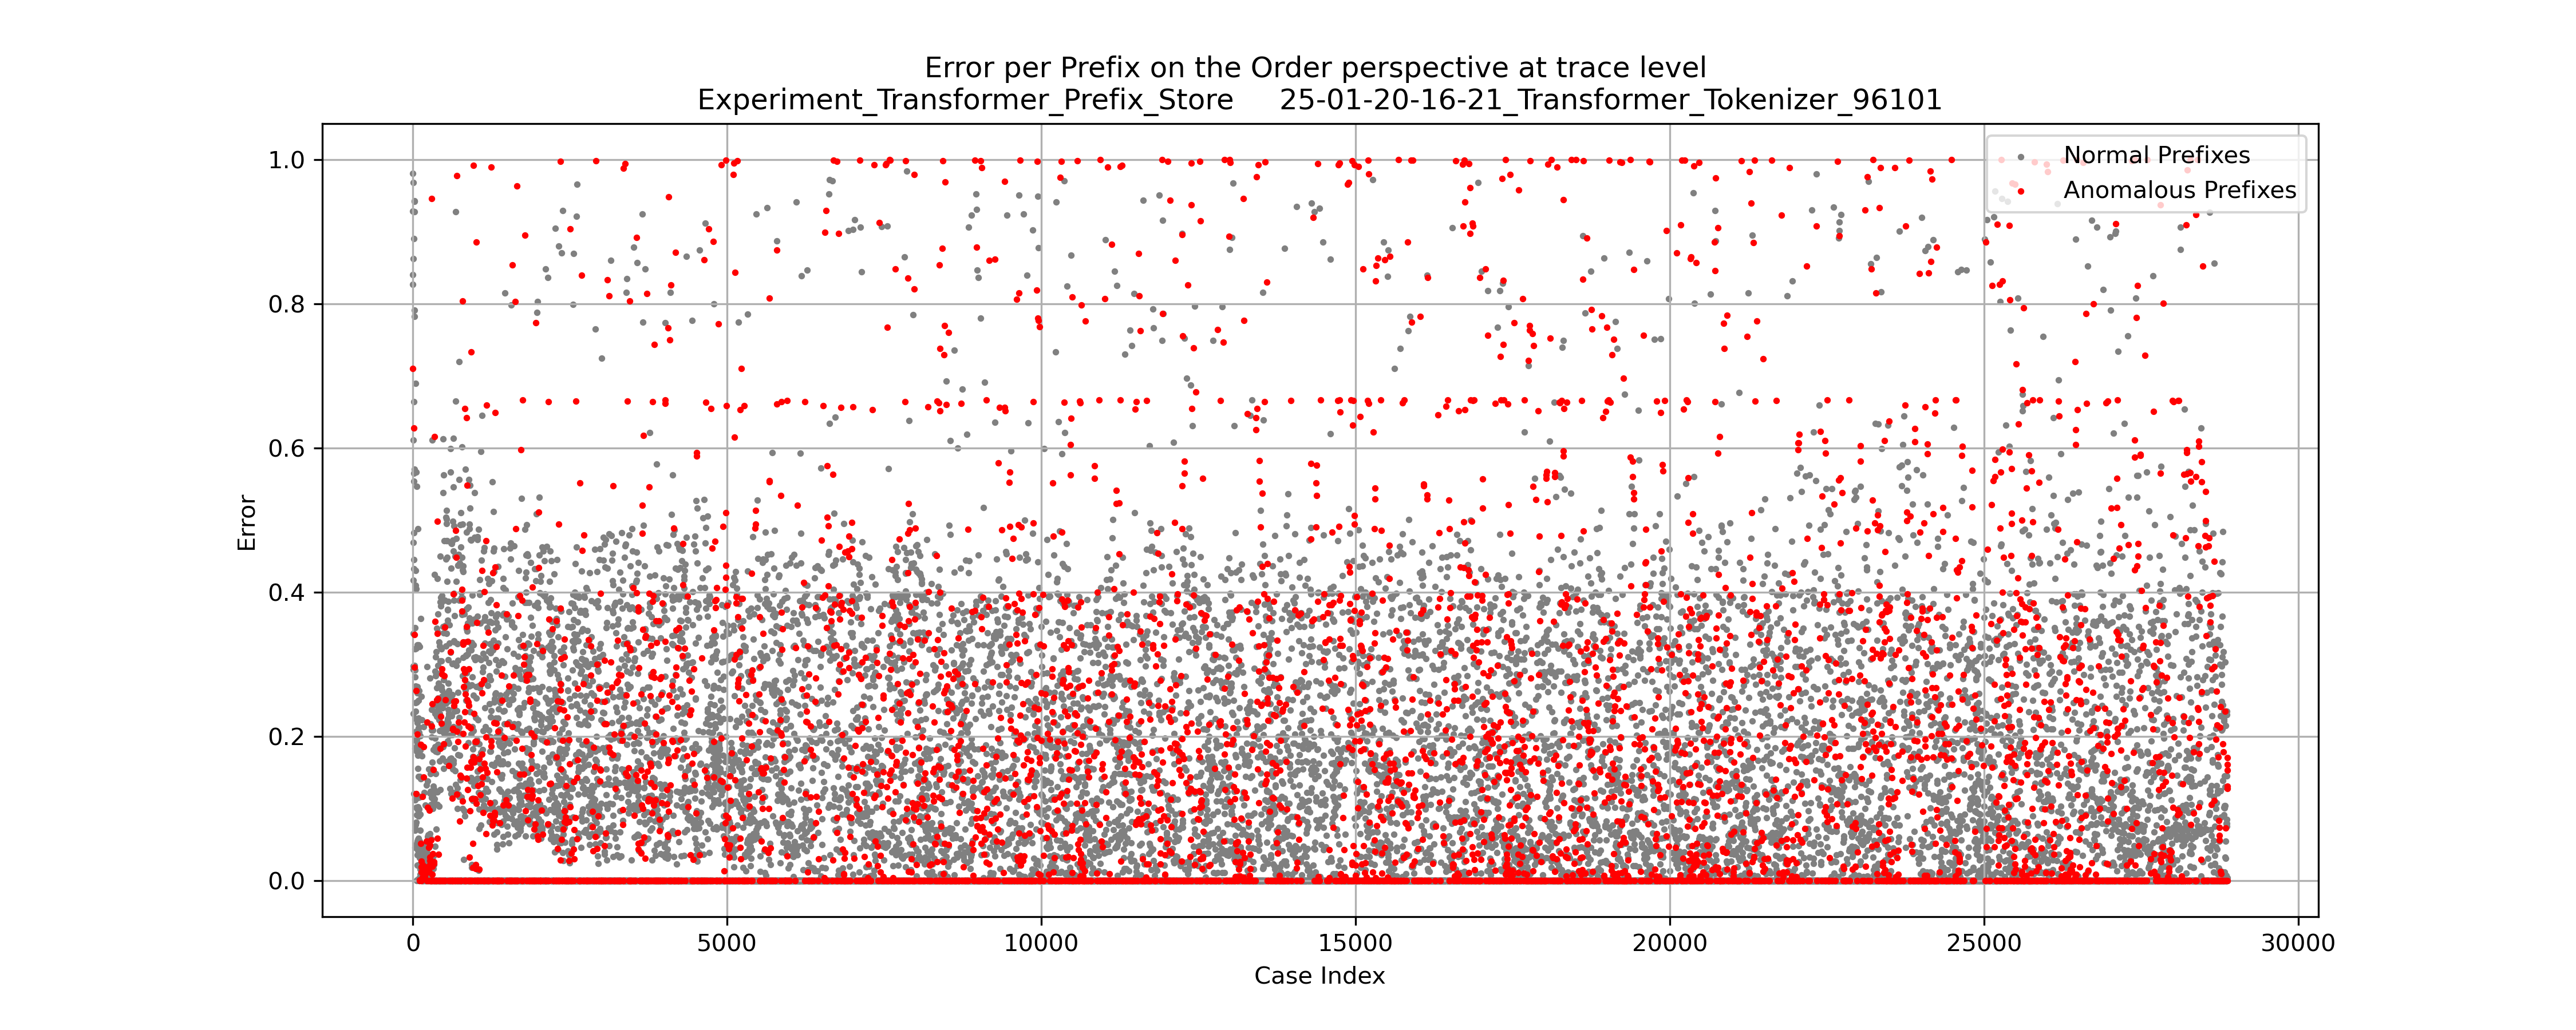 Error per Prefix on the Order perspective at trace level
Experiment_Transformer_Prefix_Store 25-01-20-16-21_Transformer_Tokenizer_96101
Normal Prefixes
Anomalous Prefixes
1.0
0.8
0.6
0.4
0.2
0.0
Error
0 5000 10000 15000 20000 25000 30000
Case Index